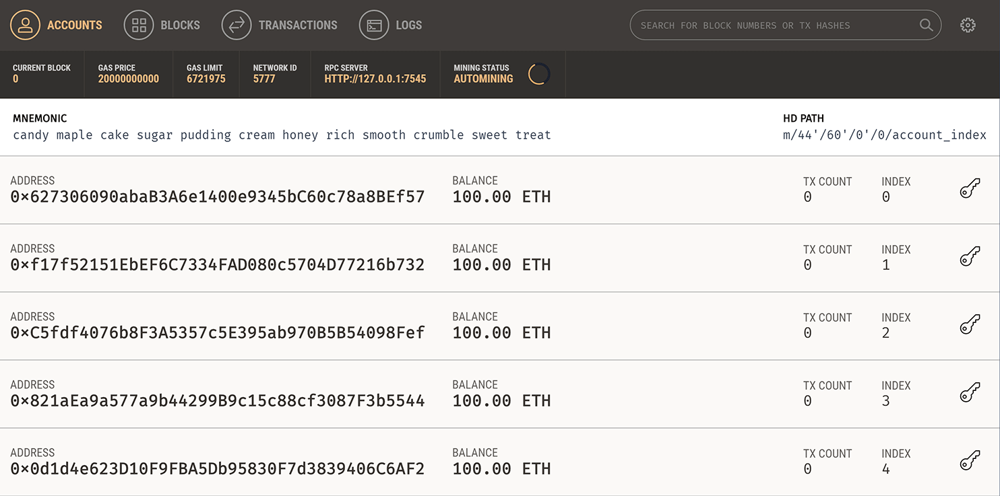 ACCOUNTS BLOCKS TRANSACTIONS LOGS SEARCH FOR BLOCK NUMBERS OR TX HASHES
CURRENT BLOCK GAS PRICE GAS LIMIT NETWORK ID RPC SERVER MINING STATUS
0 20000000000 6721975 5777 HTTP://127.0.0.1:7545 AUTOMINING
MNEMONIC HD PATH
candy maple cake sugar pudding cream honey rich smooth crumble sweet treat m/44'/60'/0'/0/account_index
ADDRESS BALANCE TX COUNT INDEX
0×627306090abaB3A6e1400e9345bC60c78a8BEf57 100.00 ETH 0 0
ADDRESS BALANCE TX COUNT INDEX
0×f17f52151EbEF6C7334FAD080c5704D77216b732 100.00 ETH 0 1
ADDRESS BALANCE TX COUNT INDEX
0×C5fdf4076b8F3A5357c5E395ab970B5B54098Fef 100.00 ETH 0 2
ADDRESS BALANCE TX COUNT INDEX
0×821aEa9a577a9b44299B9c15c88cf3087F3b5544 100.00 ETH 0 3
ADDRESS BALANCE TX COUNT INDEX
0×0d1d4e623D10F9FBA5Db95830F7d3839406C6AF2 100.00 ETH 0 4